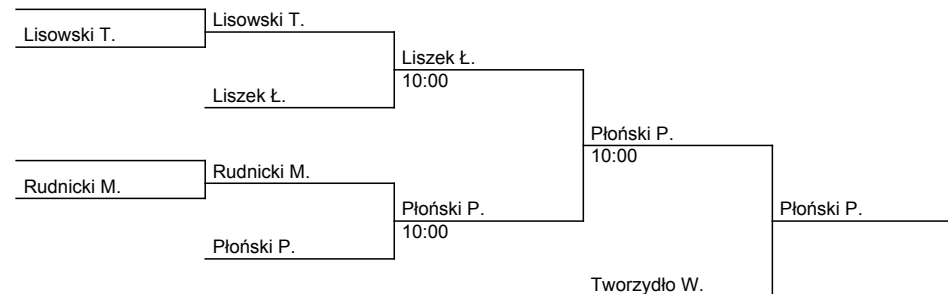 Lisowski T.
Lisowski T.
Liszek Ł.
10:00
Liszek Ł.
Płoński P.
10:00
Rudnicki M.
Rudnicki M.
Płoński P.
10:00
Płoński P.
Płoński P.
Tworzydło W.